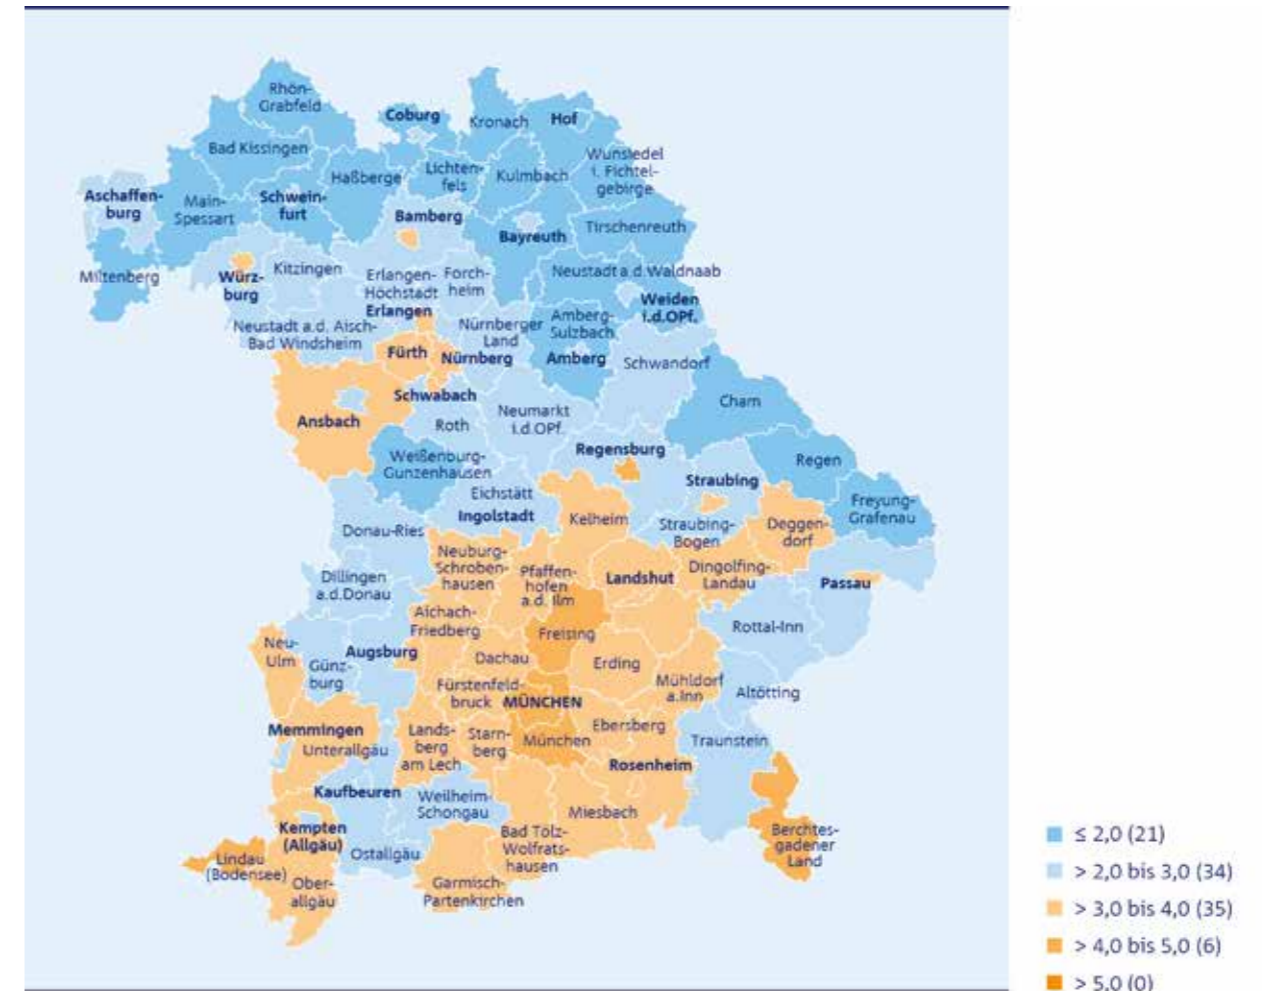 Rhön-
Grabfeld
Coburg
Kronach
Hof
Bad Kissingen
Wunsiedel
i. Fichtel-
gebirge
Haßberge
Lichten-
fels
Kulmbach
Aschaffen-
burg
Main-
Spessart
Schwein-
furt
Bamberg
Bayreuth
Tirschenreuth
Miltenberg
Würz-
burg
Kitzingen
Erlangen-
Höchstadt
Forch-
heim
Neustadt a.d.Waldnaab
Erlangen
Weiden
i.d.OPf.
Neustadt a.d. Aisch-
Bad Windsheim
Nürnberger
Land
Amberg-
Sulzbach
Fürth
Nürnberg
Amberg
Schwandorf
Schwabach
Cham
Ansbach
Roth
Neumarkt
i.d.OPf.
Weißenburg-
Gunzenhausen
Regensburg
Regen
Straubing
Eichstätt
Freyung-
Grafenau
Ingolstadt
Kelheim
Donau-Ries
Straubing-
Bogen
Deggen-
dorf
Neuburg-
Schroben-
hausen
Pfaffen-
hofen
a.d. Ilm
Landshut
Dingolfing-
Landau
Passau
Dillingen
a.d.Donau
Aichach-
Friedberg
Freising
Rottal-Inn
Neu-
Ulm
Günz-
burg
Augsburg
Dachau
Erding
Fürstenfeld-
bruck
MÜNCHEN
Mühldorf
a.Inn
Altötting
Memmingen
Unterallgäu
Lands-
berg
am Lech
Starn-
berg
München
Ebersberg
Traunstein
Rosenheim
Kaufbeuren
Weilheim-
Schongau
Miesbach
Kempten
(Allgäu)
Ostallgäu
Bad Tölz-
Wolfrats-
hausen
Berchtes-
gadener
Land
Lindau
(Bodensee)
Ober-
allgäu
Garmisch-
Partenkirchen
≤ 2,0 (21)
> 2,0 bis 3,0 (34)
> 3,0 bis 4,0 (35)
> 4,0 bis 5,0 (6)
> 5,0 (0)